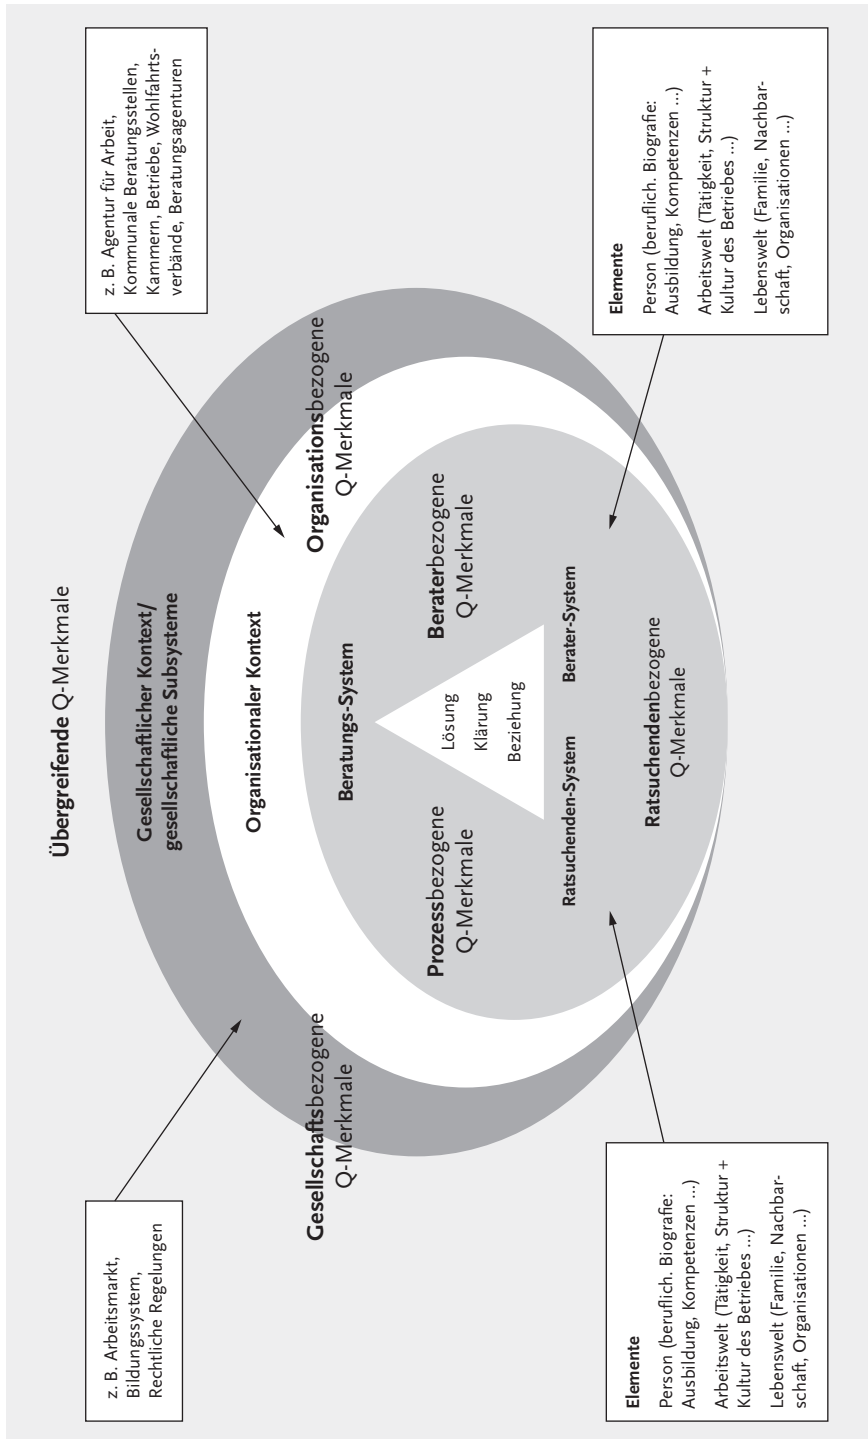 Übergreifende Q-Merkmale
z. B. Arbeitsmarkt,
Bildungssystem,
Rechtliche Regelungen
z. B. Agentur für Arbeit,
Kommunale Beratungsstellen,
Kammern, Betriebe, Wohlfahrts-
verbände, Beratungsagenturen
Gesellschaftlicher Kontext/
gesellschaftliche Subsysteme
Organisationaler Kontext
Gesellschaftsbezogene
Q-Merkmale
Organisationsbezogene
Q-Merkmale
Beratungs-System
Prozessbezogene
Q-Merkmale
Beraterbezogene
Q-Merkmale
Lösung
Klärung
Beziehung
Ratsuchenden-System
Berater-System
Ratsuchendenbezogene
Q-Merkmale
Elemente
Person (beruflich. Biografie:
Ausbildung, Kompetenzen ...)
Arbeitswelt (Tätigkeit, Struktur +
Kultur des Betriebes ...)
Lebenswelt (Familie, Nachbar-
schaft, Organisationen ...)
Elemente
Person (beruflich. Biografie:
Ausbildung, Kompetenzen ...)
Arbeitswelt (Tätigkeit, Struktur +
Kultur des Betriebes ...)
Lebenswelt (Familie, Nachbar-
schaft, Organisationen ...)